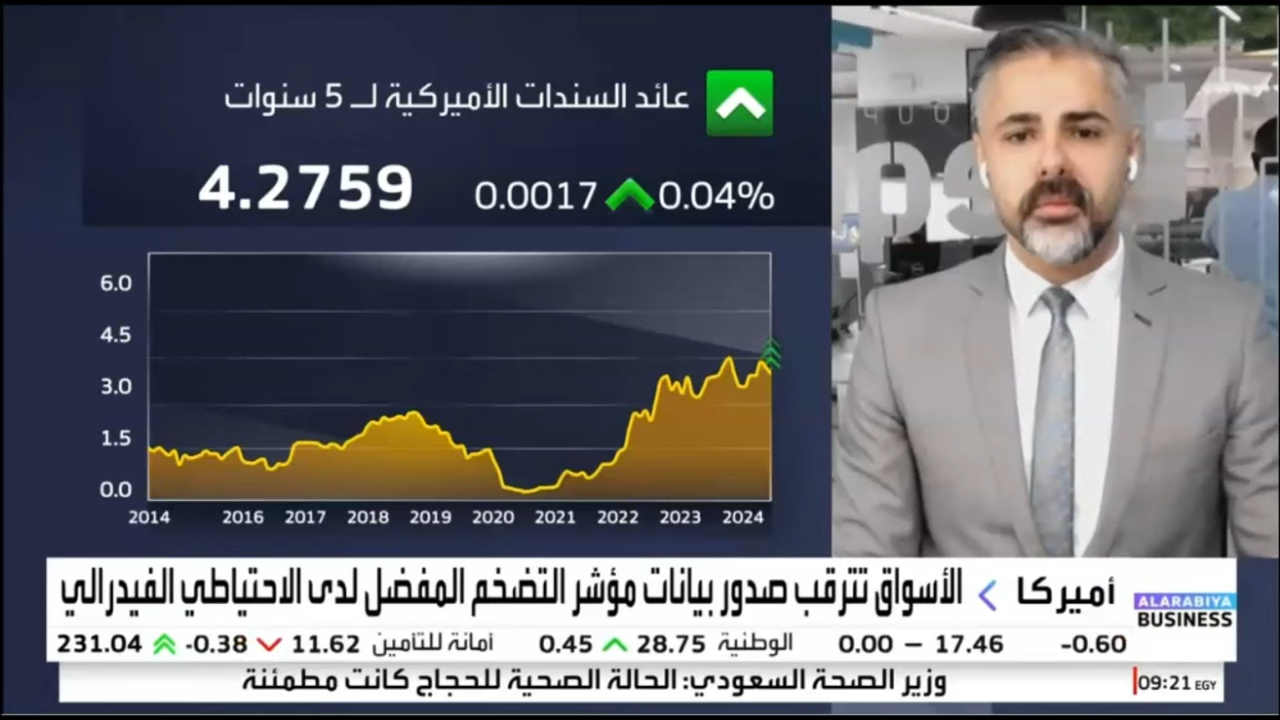 عائد السندات الأميركية لـ 5 سنوات
4.2759 0.0017 0.04%
6.0
4.5
3.0
1.5
0.0
2014 2016 2017 2018 2019 2020 2021 2022 2023 2024
ps
أميركا > الأسواق تترقب صدور بيانات مؤشر التضخم المفضل لدى الاحتياطي الفيدرالي
ALARABIYA
BUSINESS
-0.60 17.46 – 0.00 الوطنية 28.75 0.45 أمانة للتأمين 11.62 -0.38 231.04
وزير الصحة السعودي: الحالة الصحية للحجاج كانت مطمئنة
09:21 EGY